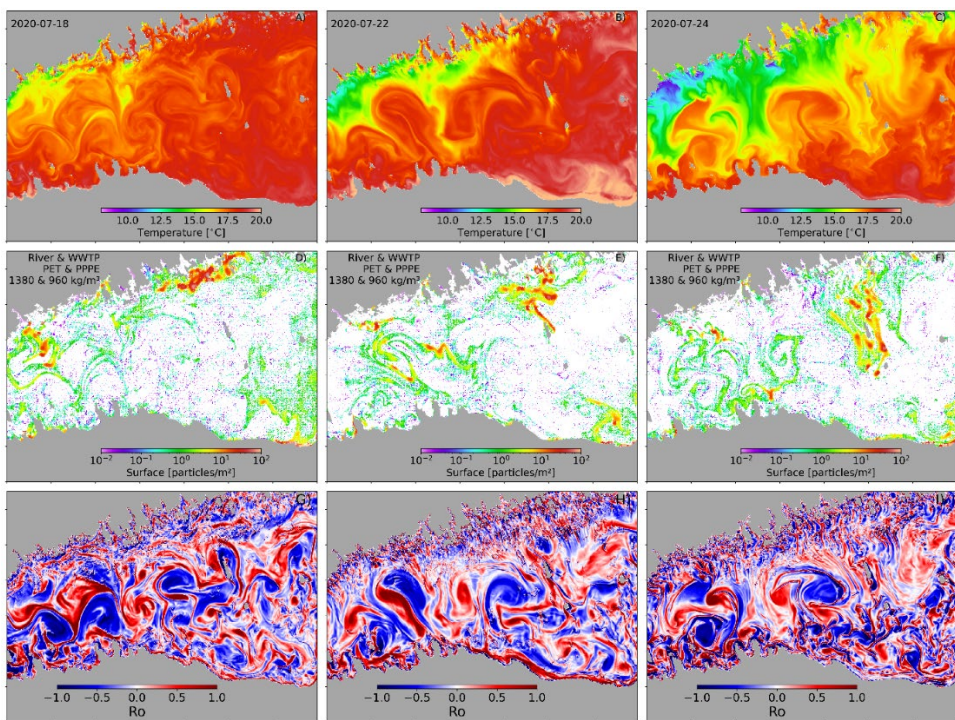 2020-07-18
A)
2020-07-22
B)
2020-07-24
C)
10.0 12.5 15.0 17.5 20.0
Temperature [°C]
10.0 12.5 15.0 17.5 20.0
Temperature [°C]
10.0 12.5 15.0 17.5 20.0
Temperature [°C]
River & WWTP
PET & PPPE
1380 & 960 kg/m³
D)
River & WWTP
PET & PPPE
1380 & 960 kg/m³
E)
River & WWTP
PET & PPPE
1380 & 960 kg/m³
F)
10⁻² 10⁻¹ 10⁰ 10¹ 10²
Surface [particles/m²]
10⁻² 10⁻¹ 10⁰ 10¹ 10²
Surface [particles/m²]
10⁻² 10⁻¹ 10⁰ 10¹ 10²
Surface [particles/m²]
G)
H)
I)
−1.0 −0.5 0.0 0.5 1.0
Ro
−1.0 −0.5 0.0 0.5 1.0
Ro
−1.0 −0.5 0.0 0.5 1.0
Ro